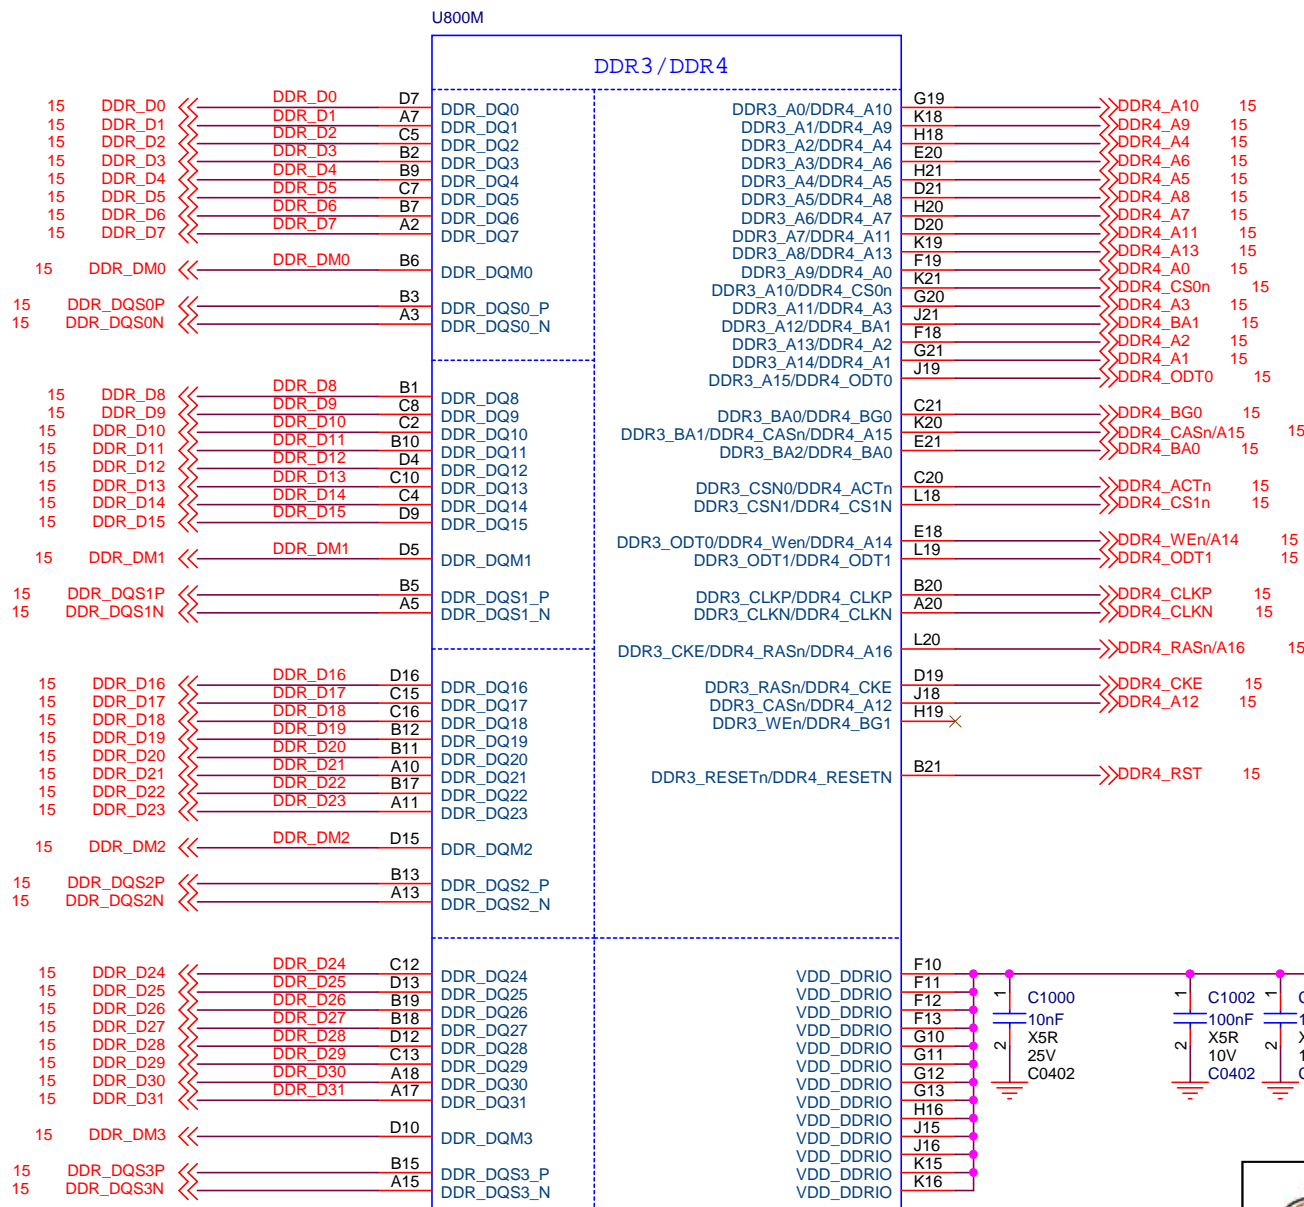 U800M
DDR3/DDR4
15 DDR_D0 DDR_D0 D7 DDR_DQ0 DDR3_A0/DDR4_A10 G19 DDR4_A10 15
15 DDR_D1 DDR_D1 A7 DDR_DQ1 DDR3_A1/DDR4_A9 K18 DDR4_A9 15
15 DDR_D2 DDR_D2 C5 DDR_DQ2 DDR3_A2/DDR4_A4 H18 DDR4_A4 15
15 DDR_D3 DDR_D3 B2 DDR_DQ3 DDR3_A3/DDR4_A6 E20 DDR4_A6 15
15 DDR_D4 DDR_D4 B9 DDR_DQ4 DDR3_A4/DDR4_A5 H21 DDR4_A5 15
15 DDR_D5 DDR_D5 C7 DDR_DQ5 DDR3_A5/DDR4_A8 D21 DDR4_A8 15
15 DDR_D6 DDR_D6 B7 DDR_DQ6 DDR3_A6/DDR4_A7 H20 DDR4_A7 15
15 DDR_D7 DDR_D7 A2 DDR_DQ7 DDR3_A7/DDR4_A11 D20 DDR4_A11 15
DDR3_A8/DDR4_A13 K19 DDR4_A13 15
15 DDR_DM0 DDR_DM0 B6 DDR_DQM0 DDR3_A9/DDR4_A0 F19 DDR4_A0 15
DDR3_A10/DDR4_CS0n K21 DDR4_CS0n 15
15 DDR_DQS0P B3 DDR_DQS0_P DDR3_A11/DDR4_A3 G20 DDR4_A3 15
15 DDR_DQS0N A3 DDR_DQS0_N DDR3_A12/DDR4_BA1 J21 DDR4_BA1 15
DDR3_A13/DDR4_A2 F18 DDR4_A2 15
DDR3_A14/DDR4_A1 G21 DDR4_A1 15
DDR3_A15/DDR4_ODT0 J19 DDR4_ODT0 15
15 DDR_D8 DDR_D8 B1 DDR_DQ8
15 DDR_D9 DDR_D9 C8 DDR_DQ9 DDR3_BA0/DDR4_BG0 C21 DDR4_BG0 15
15 DDR_D10 DDR_D10 C2 DDR_DQ10 DDR3_BA1/DDR4_CASn/DDR4_A15 K20 DDR4_CASn/A15 15
15 DDR_D11 DDR_D11 B10 DDR_DQ11 DDR3_BA2/DDR4_BA0 E21 DDR4_BA0 15
15 DDR_D12 DDR_D12 D4 DDR_DQ12
15 DDR_D13 DDR_D13 C10 DDR_DQ13 DDR3_CSN0/DDR4_ACTn C20 DDR4_ACTn 15
15 DDR_D14 DDR_D14 C4 DDR_DQ14 DDR3_CSN1/DDR4_CS1N L18 DDR4_CS1n 15
15 DDR_D15 DDR_D15 D9 DDR_DQ15
DDR3_ODT0/DDR4_Wen/DDR4_A14 E18 DDR4_WEn/A14 15
15 DDR_DM1 DDR_DM1 D5 DDR_DQM1 DDR3_ODT1/DDR4_ODT1 L19 DDR4_ODT1 15
15 DDR_DQS1P B5 DDR_DQS1_P DDR3_CLKP/DDR4_CLKP B20 DDR4_CLKP 15
15 DDR_DQS1N A5 DDR_DQS1_N DDR3_CLKN/DDR4_CLKN A20 DDR4_CLKN 15
DDR3_CKE/DDR4_RASn/DDR4_A16 L20 DDR4_RASn/A16 15
15 DDR_D16 DDR_D16 D16 DDR_DQ16 DDR3_RASn/DDR4_CKE D19 DDR4_CKE 15
15 DDR_D17 DDR_D17 C15 DDR_DQ17 DDR3_CASn/DDR4_A12 J18 DDR4_A12 15
15 DDR_D18 DDR_D18 C16 DDR_DQ18 DDR3_WEn/DDR4_BG1 H19
15 DDR_D19 DDR_D19 B12 DDR_DQ19
15 DDR_D20 DDR_D20 B11 DDR_DQ20
15 DDR_D21 DDR_D21 A10 DDR_DQ21 DDR3_RESETn/DDR4_RESETN B21 DDR4_RST 15
15 DDR_D22 DDR_D22 B17 DDR_DQ22
15 DDR_D23 DDR_D23 A11 DDR_DQ23
15 DDR_DM2 DDR_DM2 D15 DDR_DQM2
15 DDR_DQS2P B13 DDR_DQS2_P
15 DDR_DQS2N A13 DDR_DQS2_N
15 DDR_D24 DDR_D24 C12 DDR_DQ24 VDD_DDRIO F10
15 DDR_D25 DDR_D25 D13 DDR_DQ25 VDD_DDRIO F11
15 DDR_D26 DDR_D26 B19 DDR_DQ26 VDD_DDRIO F12
15 DDR_D27 DDR_D27 B18 DDR_DQ27 VDD_DDRIO F13
15 DDR_D28 DDR_D28 D12 DDR_DQ28 VDD_DDRIO G10
15 DDR_D29 DDR_D29 C13 DDR_DQ29 VDD_DDRIO G11
15 DDR_D30 DDR_D30 A18 DDR_DQ30 VDD_DDRIO G12
15 DDR_D31 DDR_D31 A17 DDR_DQ31 VDD_DDRIO G13
VDD_DDRIO H16
15 DDR_DM3 D10 DDR_DQM3 VDD_DDRIO J15
VDD_DDRIO J16
15 DDR_DQS3P B15 DDR_DQS3_P VDD_DDRIO K15
15 DDR_DQS3N A15 DDR_DQS3_N VDD_DDRIO K16
1 C1000 1 C1002 1
10nF 100nF
2 X5R 2 X5R 2
25V 10V
C0402 C0402